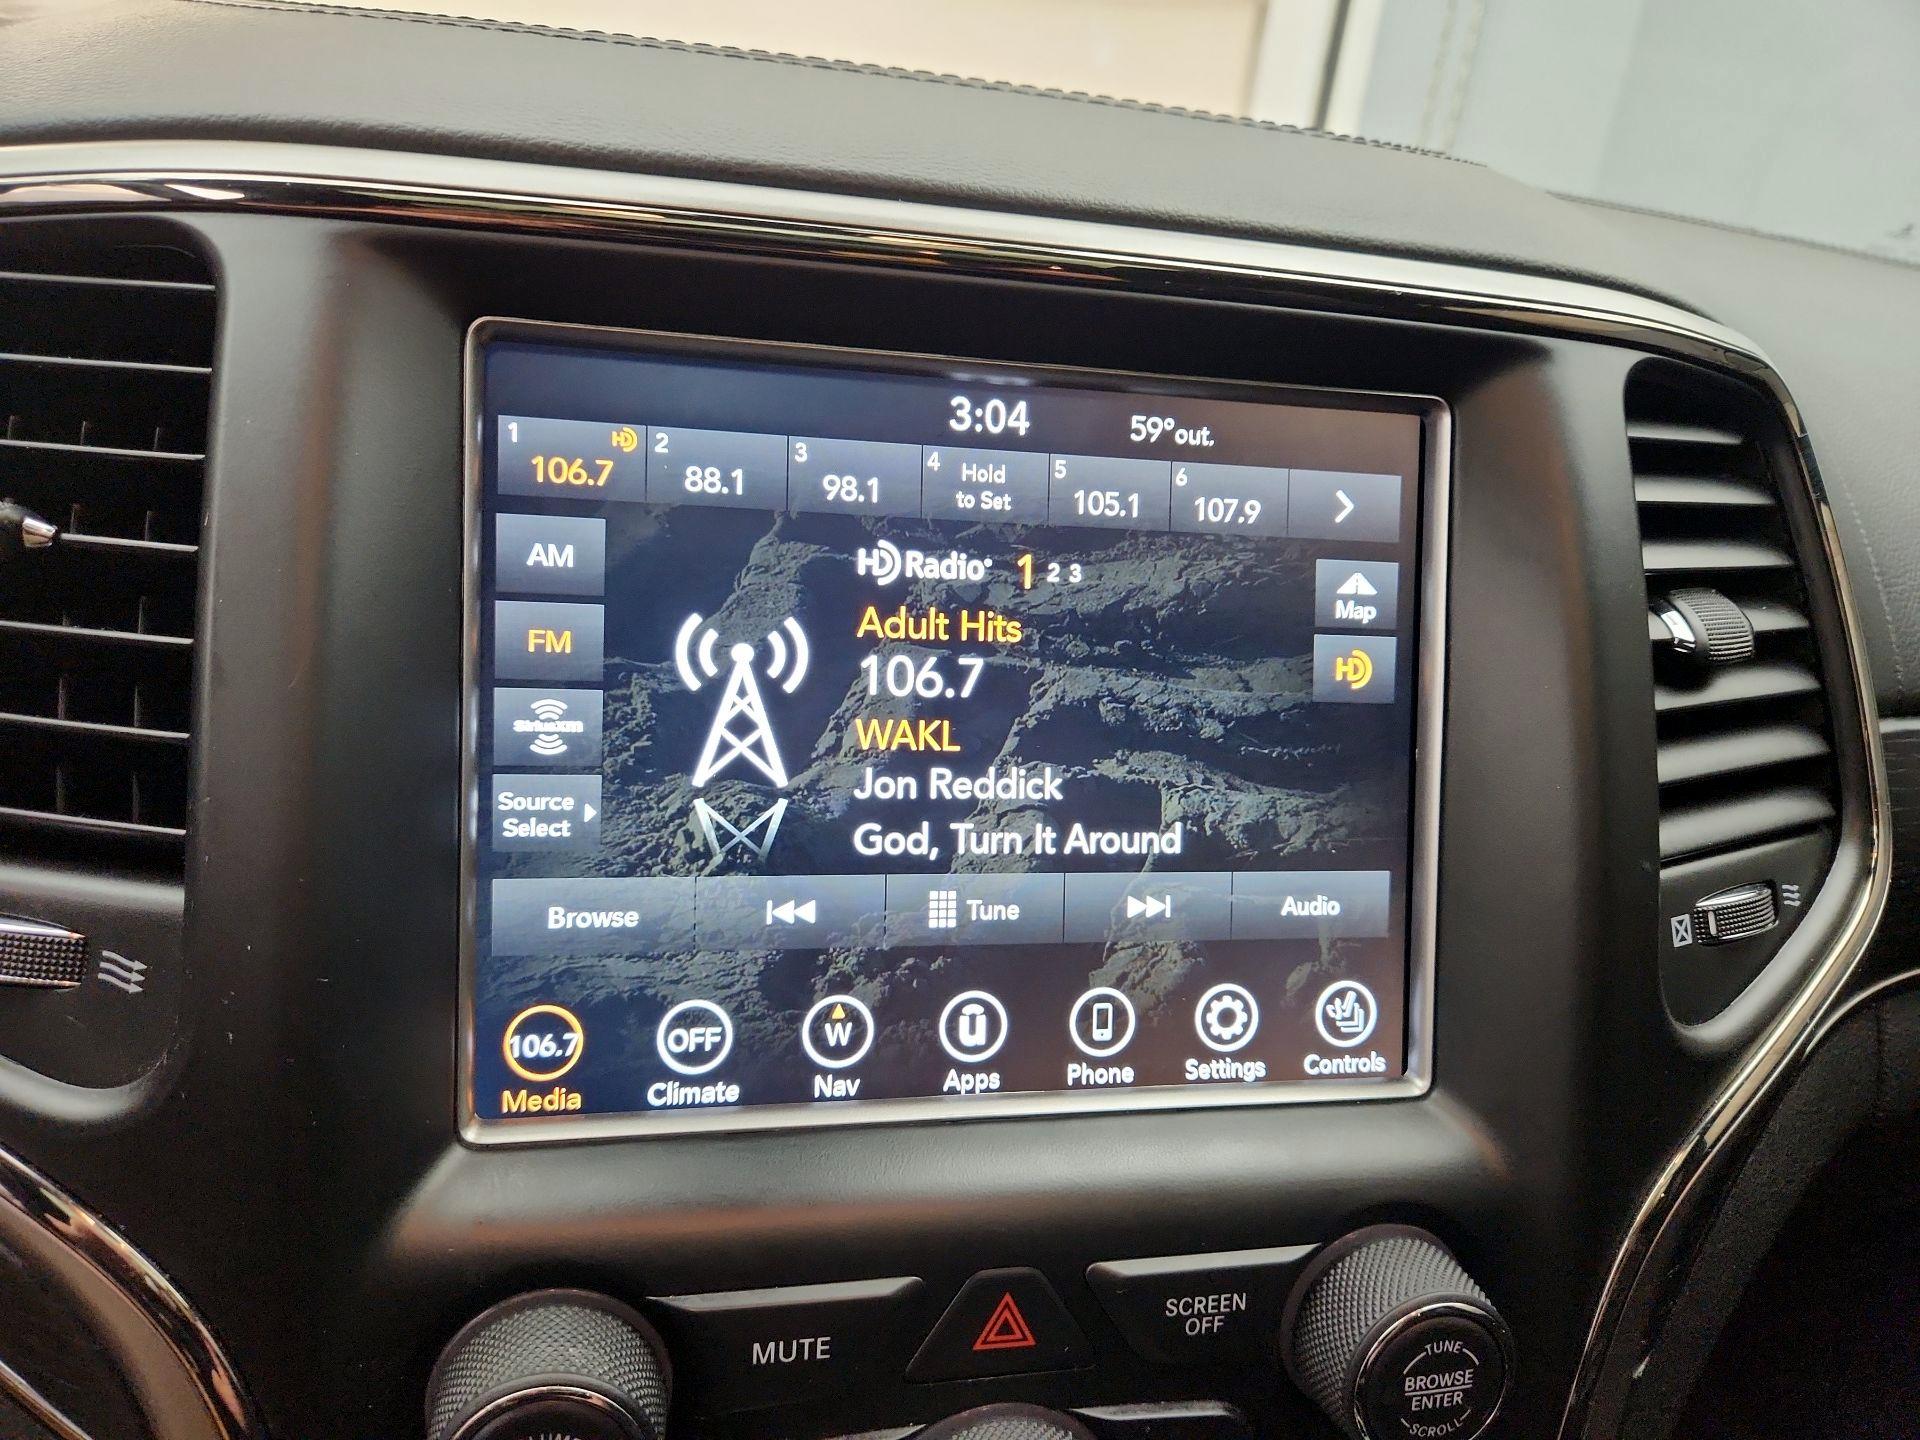 3:04
59°out.
1
HD
106.7
2
88.1
3
98.1
4
Hold
to Set
5
105.1
6
107.9
AM
FM
SiriusXM
Source
Select
HD Radio 1 2 3
Adult Hits
106.7
WAKL
Jon Reddick
God, Turn It Around
Map
HD
Browse
Tune
Audio
106.7
Media
OFF
Climate
W
Nav
Apps
Phone
Settings
Controls
MUTE
SCREEN
OFF
TUNE
BROWSE
ENTER
SCROLL